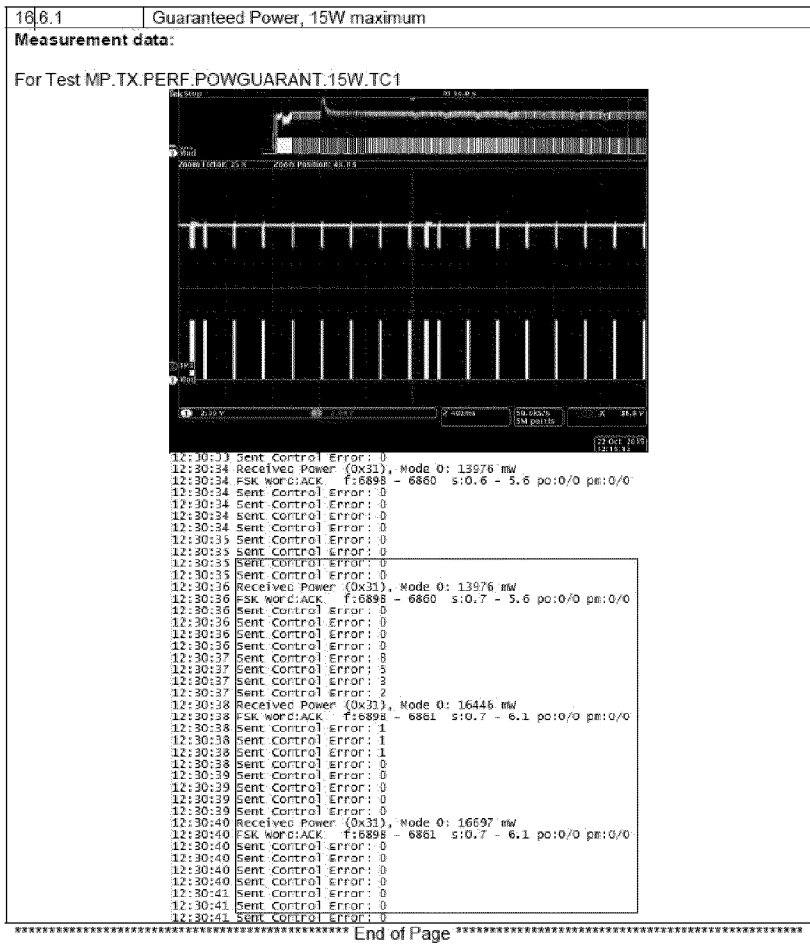 16.6.1 Guaranteed Power, 15W maximum
Measurement data:
For Test MP.TX.PERF.POWGUARANT.15W.TC1
12:30:33 Sent Control Error: 0
12:30:34 Received Power (0x31), Node 0: 13976 mW
12:30:34 FSK Word:ACK f:6898 - 6860 s:0.6 - 5.6 po:0/0 pm:0/0
12:30:34 Sent Control Error: 0
12:30:34 Sent Control Error: 0
12:30:34 Sent Control Error: 0
12:30:34 Sent Control Error: 0
12:30:35 Sent Control Error: 0
12:30:35 Sent Control Error: 0
12:30:35 Sent Control Error: 0
12:30:35 Sent Control Error: 0
12:30:36 Received Power (0x31), Node 0: 13976 mW
12:30:36 FSK Word:ACK f:6898 - 6860 s:0.7 - 5.6 po:0/0 pm:0/0
12:30:36 Sent Control Error: 0
12:30:36 Sent Control Error: 0
12:30:36 Sent Control Error: 0
12:30:36 Sent Control Error: 0
12:30:37 Sent Control Error: 8
12:30:37 Sent Control Error: 5
12:30:37 Sent Control Error: 3
12:30:37 Sent Control Error: 2
12:30:38 Received Power (0x31), Node 0: 16446 mW
12:30:38 FSK Word:ACK f:6898 - 6861 s:0.7 - 6.1 po:0/0 pm:0/0
12:30:38 Sent Control Error: 1
12:30:38 Sent Control Error: 1
12:30:38 Sent Control Error: 1
12:30:38 Sent Control Error: 0
12:30:39 Sent Control Error: 0
12:30:39 Sent Control Error: 0
12:30:39 Sent Control Error: 0
12:30:39 Sent Control Error: 0
12:30:40 Received Power (0x31), Node 0: 16697 mW
12:30:40 FSK Word:ACK f:6898 - 6861 s:0.7 - 6.1 po:0/0 pm:0/0
12:30:40 Sent Control Error: 0
12:30:40 Sent Control Error: 0
12:30:40 Sent Control Error: 0
12:30:40 Sent Control Error: 0
12:30:41 Sent Control Error: 0
12:30:41 Sent Control Error: 0
12:30:41 Sent Control Error: 0
End of Page